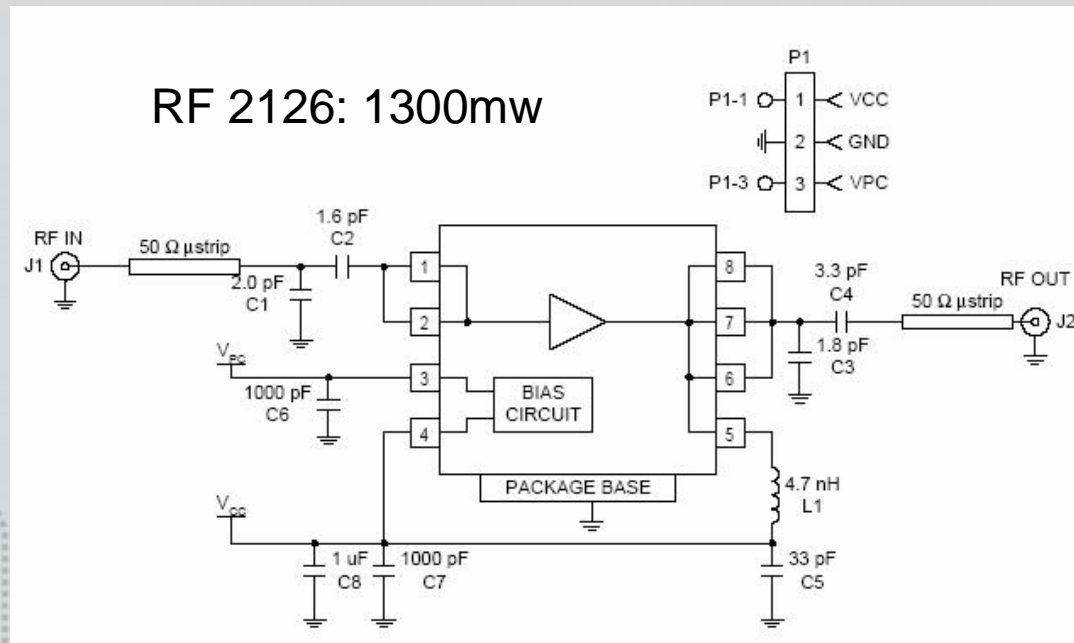 RF 2126: 1300mw
P1
P1-1
1
VCC
2
GND
P1-3
3
VPC
RF IN
J1
50 Ω µstrip
2.0 pF
C1
1.6 pF
C2
1
2
3
4
8
7
6
5
BIAS
CIRCUIT
PACKAGE BASE
VPC
1000 pF
C6
VCC
1 uF
C8
1000 pF
C7
3.3 pF
C4
1.8 pF
C3
50 Ω µstrip
RF OUT
J2
4.7 nH
L1
33 pF
C5